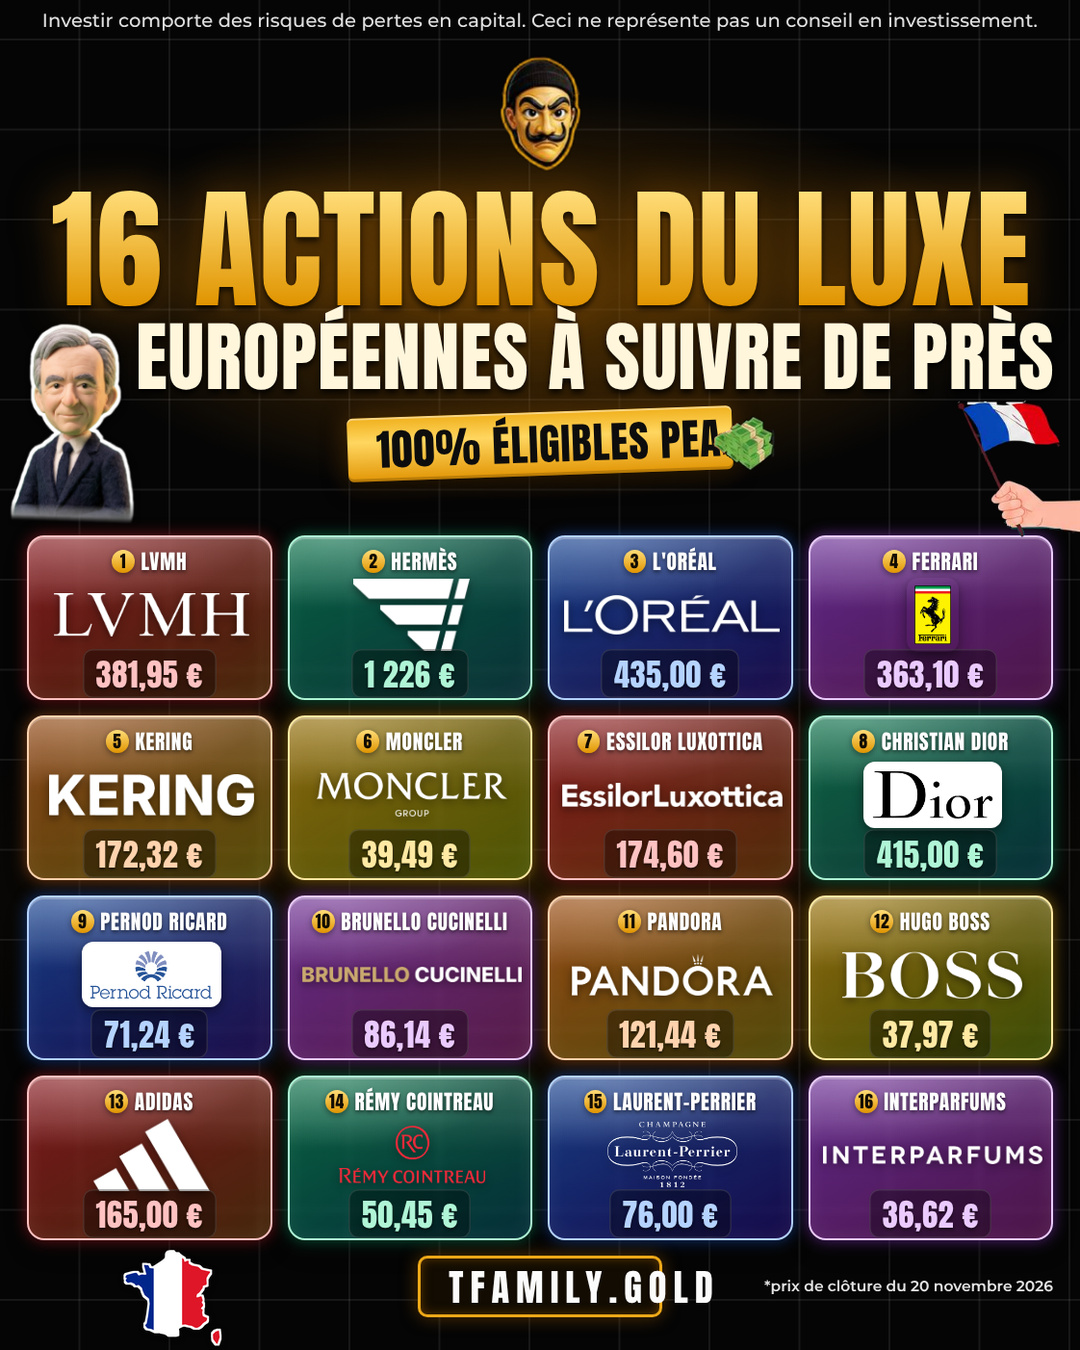 Investir comporte des risques de pertes en capital. Ceci ne représente pas un conseil en investissement.
16 ACTIONS DU LUXE
EUROPÉENNES À SUIVRE DE PRÈS
100% ÉLIGIBLES PEA
1 LVMH
LVMH
381,95 €
2 HERMÈS
1 226 €
3 L'ORÉAL
L'ORÉAL
435,00 €
4 FERRARI
Ferrari
363,10 €
5 KERING
KERING
172,32 €
6 MONCLER
MONCLER
GROUP
39,49 €
7 ESSILOR LUXOTTICA
EssilorLuxottica
174,60 €
8 CHRISTIAN DIOR
Dior
415,00 €
9 PERNOD RICARD
Pernod Ricard
71,24 €
10 BRUNELLO CUCINELLI
BRUNELLO CUCINELLI
86,14 €
11 PANDORA
PANDORA
121,44 €
12 HUGO BOSS
BOSS
37,97 €
13 ADIDAS
165,00 €
14 RÉMY COINTREAU
RC
RÉMY COINTREAU
50,45 €
15 LAURENT-PERRIER
CHAMPAGNE
Laurent-Perrier
MAISON FONDÉE
1812
76,00 €
16 INTERPARFUMS
INTERPARFUMS
36,62 €
TFAMILY.GOLD
*prix de clôture du 20 novembre 2026